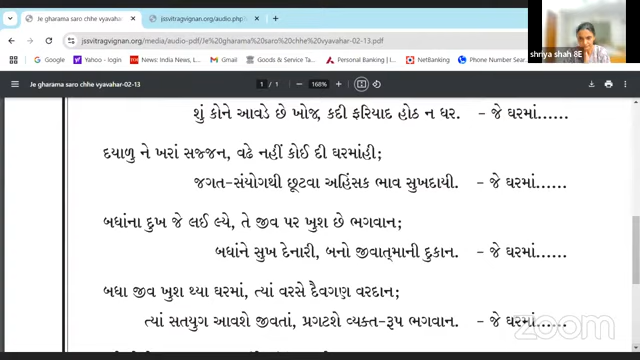 Je gharama saro chhe vyavahar-02-13
jssvitragvignan.org/audio.php#
jssvitragvignan.org/media/audio-pdf/Je%20gharama%20saro%20chhe%20vyavahar-02-13.pdf
Google
Yahoo - login
India News, L
Gmail
Goods & Service Tax
Facebook
YouTube
NetBanking
Phone Number Sear
shriya shah 8E
Je gharama saro chhe vyavahar-02-13
1 / 1
168%
શું કોને આવડે છે ખોજ, કદી ફરિયાદ હોઠ ન ધર. – જે ઘરમાં......
દયાળુ ને ખરાં સજ્જન, વઢે નહીં કોઈ દી ઘરમાંહી;
જગત-સંયોગથી છૂટવા અહિંસક ભાવ સુખદાયી. – જે ઘરમાં......
બધાંના દુખ જે લઈ લ્યે, તે જીવ પર ખુશ છે ભગવાન;
બધાંને સુખ દેનારી, બનો જીવાત્માની દુકાન. – જે ઘરમાં......
બધા જીવ ખુશ થ્યા ઘરમાં, ત્યાં વરસે દૈવગણ વરદાન;
ત્યાં સતયુગ આવશે જીવતાં, પ્રગટશે વ્યક્ત-રૂપ ભગવાન. – જે ઘરમાં......
zoom